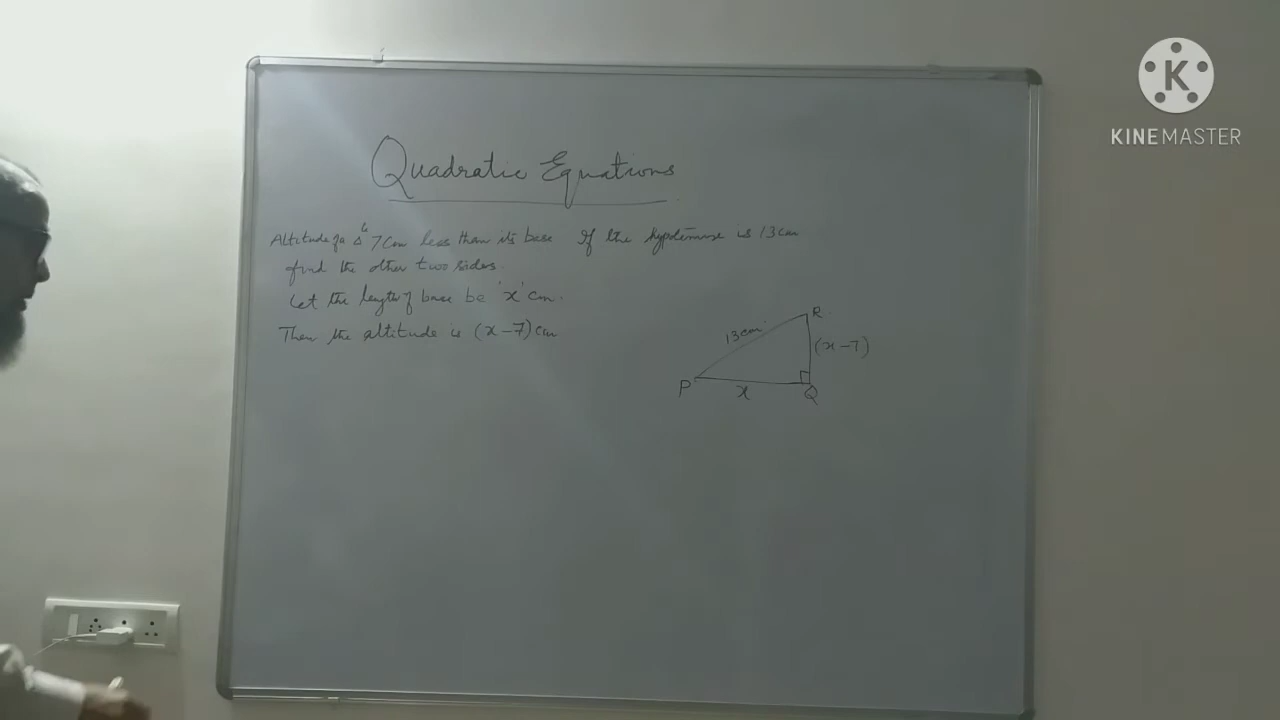 Quadratic Equations
Altitude of a Δ is 7cm less than its base If the hypotenuse is 13cm
find the other two sides.
Let the length of base be 'x' cm.
Then the altitude is (x-7)cm
R
13cm
(x-7)
P
x
Q
K
KINEMASTER